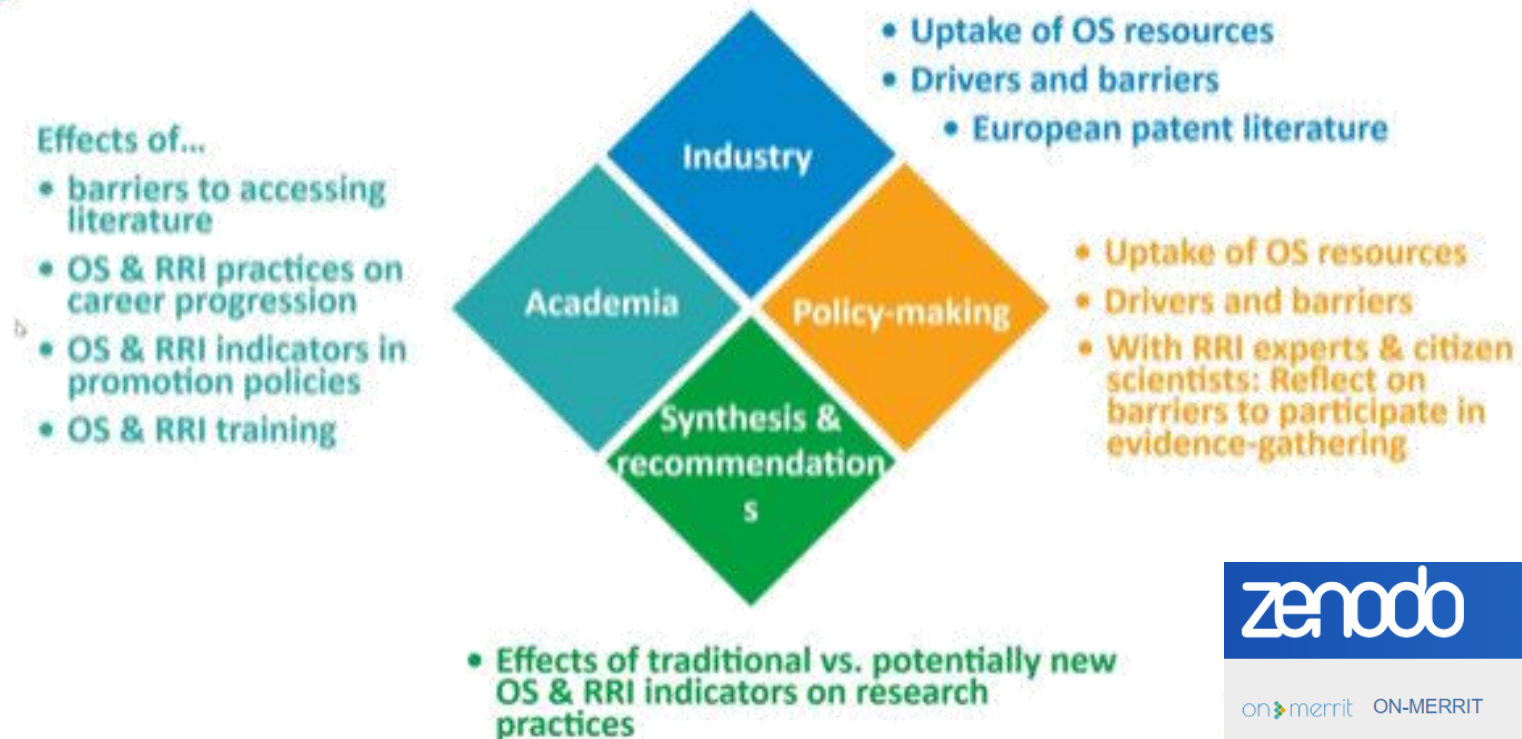 • Uptake of OS resources
• Drivers and barriers
• European patent literature
Industry
Effects of...
• barriers to accessing
literature
• OS & RRI practices on
career progression
• OS & RRI indicators in
promotion policies
• OS & RRI training
Academia
Policy-making
• Uptake of OS resources
• Drivers and barriers
• With RRI experts & citizen
scientists: Reflect on
barriers to participate in
evidence-gathering
Synthesis &
recommendation
s
• Effects of traditional vs. potentially new
OS & RRI indicators on research
practices
zenodo
on merrit ON-MERRIT